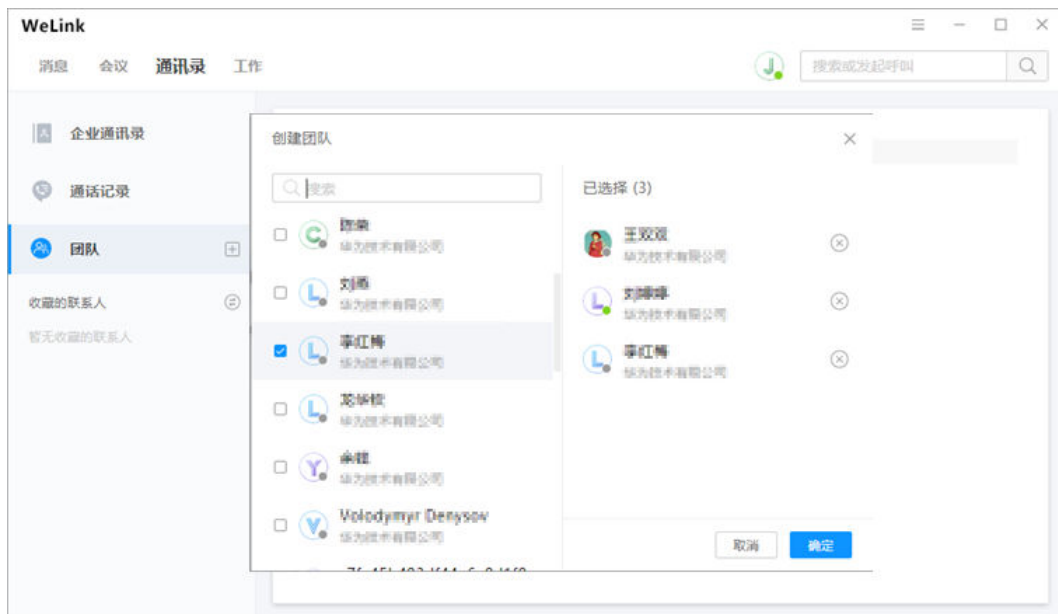 WeLink
消息 会议 通讯录 工作
J
搜索或发起呼叫
企业通讯录
通话记录
团队
收藏的联系人
暂无收藏的联系人
创建团队
搜索
C
华为技术有限公司
L
华为技术有限公司
L
李红梅
华为技术有限公司
L
华为技术有限公司
Y
华为技术有限公司
V
Volodymyr Denysov
华为技术有限公司
已选择 (3)
王双双
华为技术有限公司
L
刘婷婷
华为技术有限公司
L
李红梅
华为技术有限公司
取消 确定